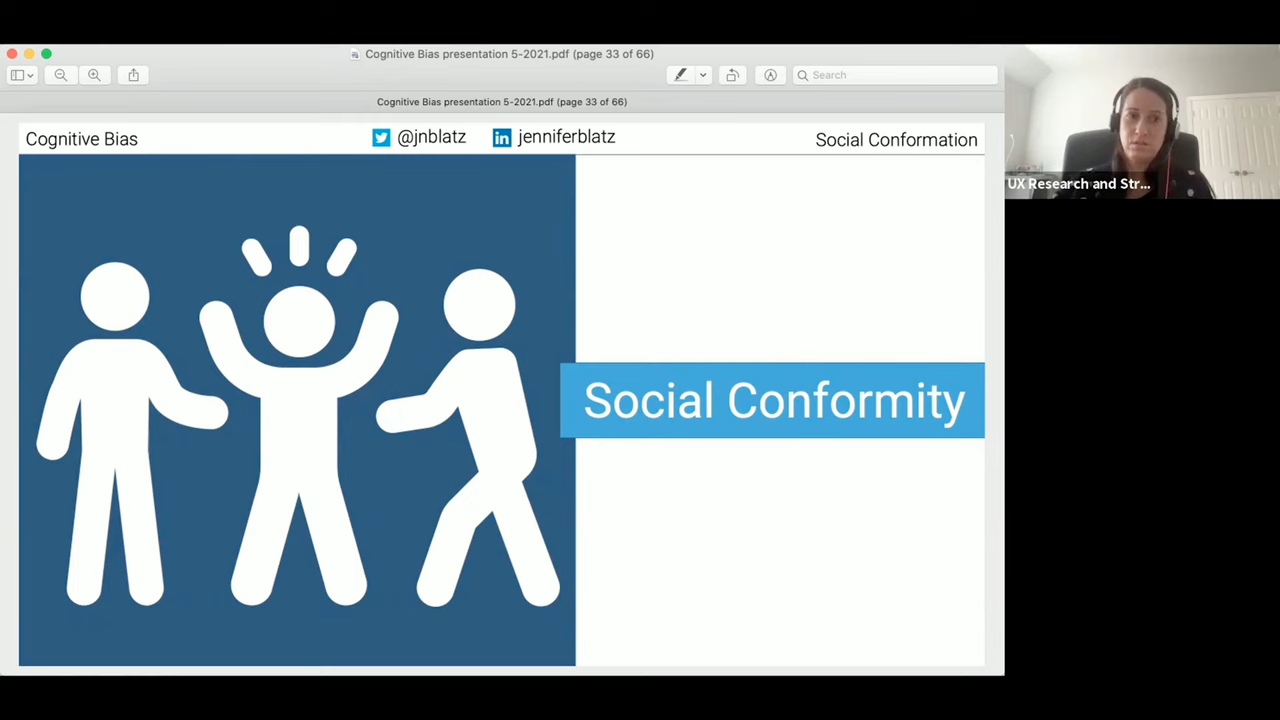 Cognitive Bias presentation 5-2021.pdf (page 33 of 66)
Search
Cognitive Bias presentation 5-2021.pdf (page 33 of 66)
Cognitive Bias
@jnblatz
in jenniferblatz
Social Conformation
Social Conformity
UX Research and Str...